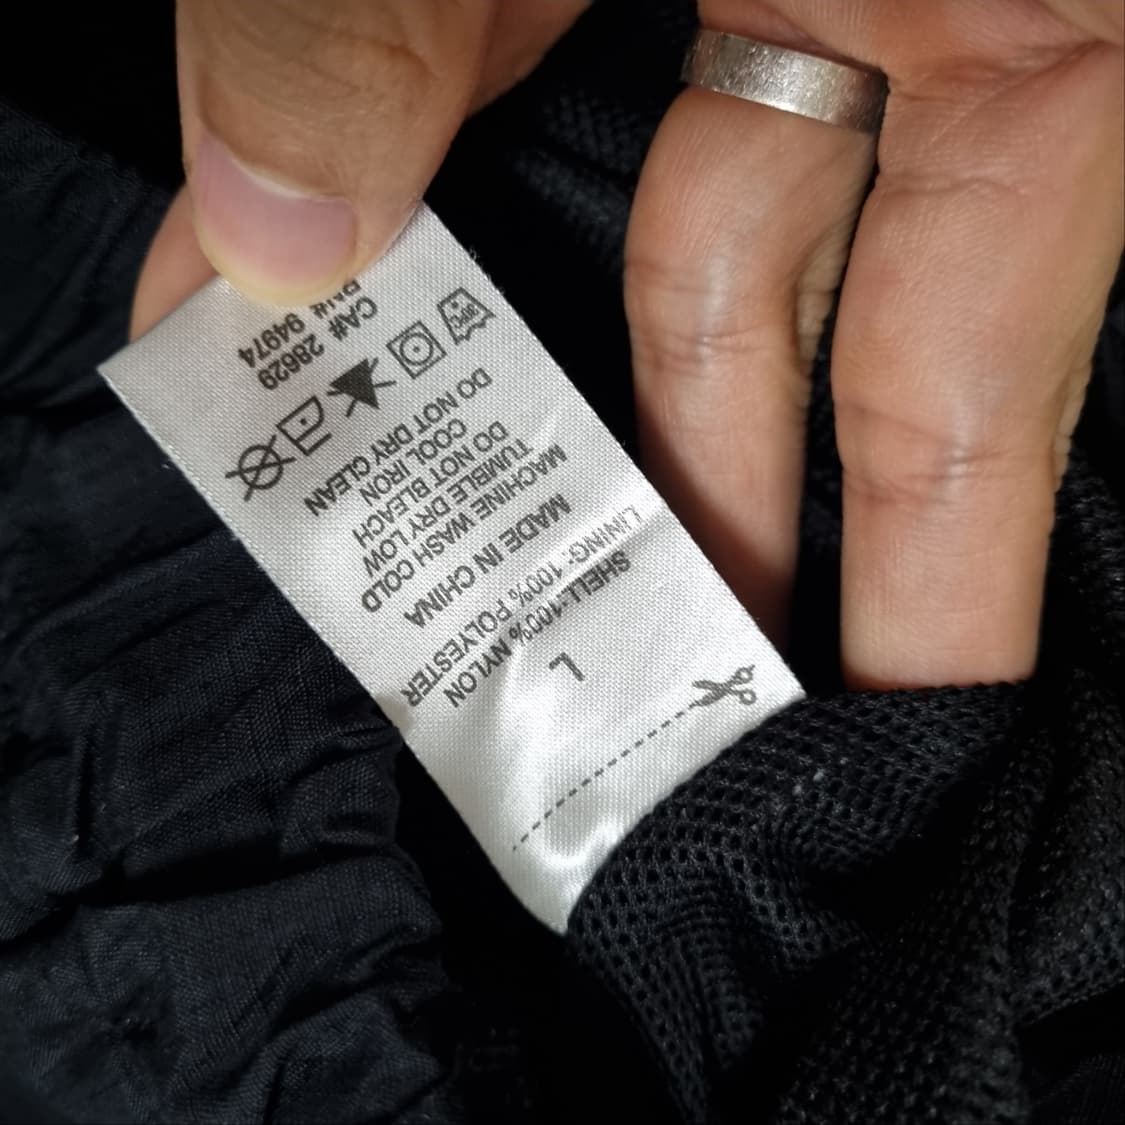 L
SHELL:100% NYLON
LINING: 100% POLYESTER
MADE IN CHINA
MACHINE WASH COLD
TUMBLE DRY LOW
DO NOT BLEACH
COOL IRON
DO NOT DRY CLEAN
CA# 28629
RN# 94974